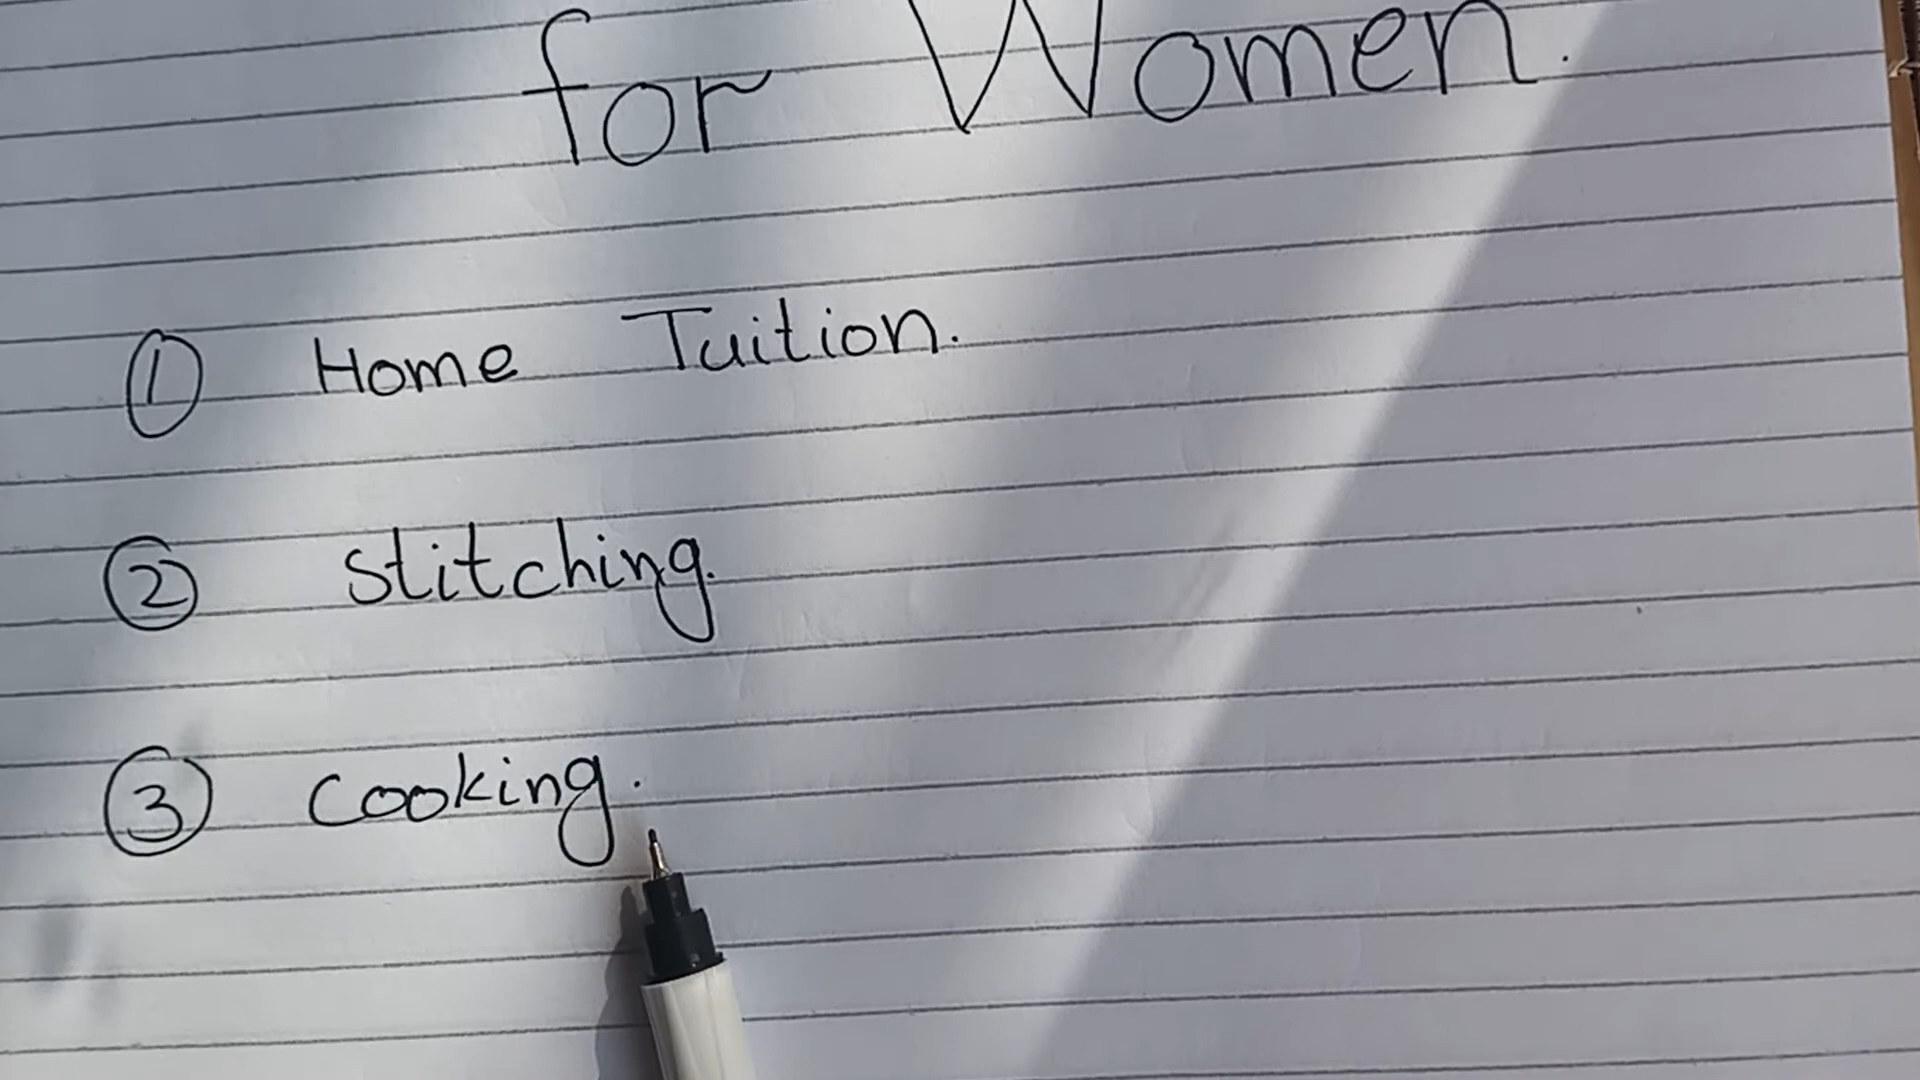 for Women.
① Home Tuition.
② Stitching.
③ Cooking.